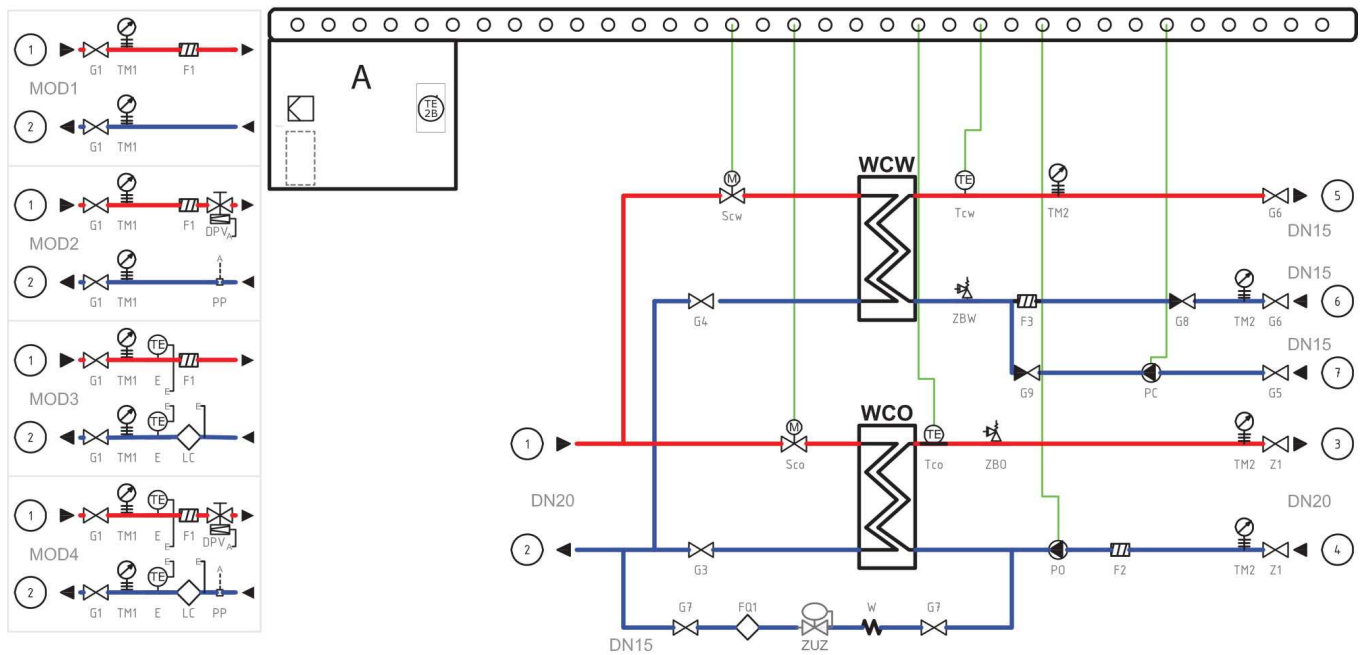 1
G1 TM1 F1
MOD1
2
G1 TM1
1
G1 TM1 F1 DPV A
MOD2
A
2
G1 TM1 PP
TE
1
G1 TM1 E F1
E
MOD3
E E
TE
2
G1 TM1 E LC
TE
1
G1 TM1 E F1 DPV A
E
MOD4
E E A
TE
2
G1 TM1 E LC PP
A
TE
2B
WCW
M TE
5
Scw Tcw TM2 G6
DN15
DN15
6
G4 ZBW F3 G8 TM2 G6
DN15
7
G9 PC G5
WCO
M TE
1 3
Sco Tco ZBO TM2 Z1
DN20 DN20
2 4
G3 PO F2 TM2 Z1
G7 FQ1 W G7
DN15 ZUZ